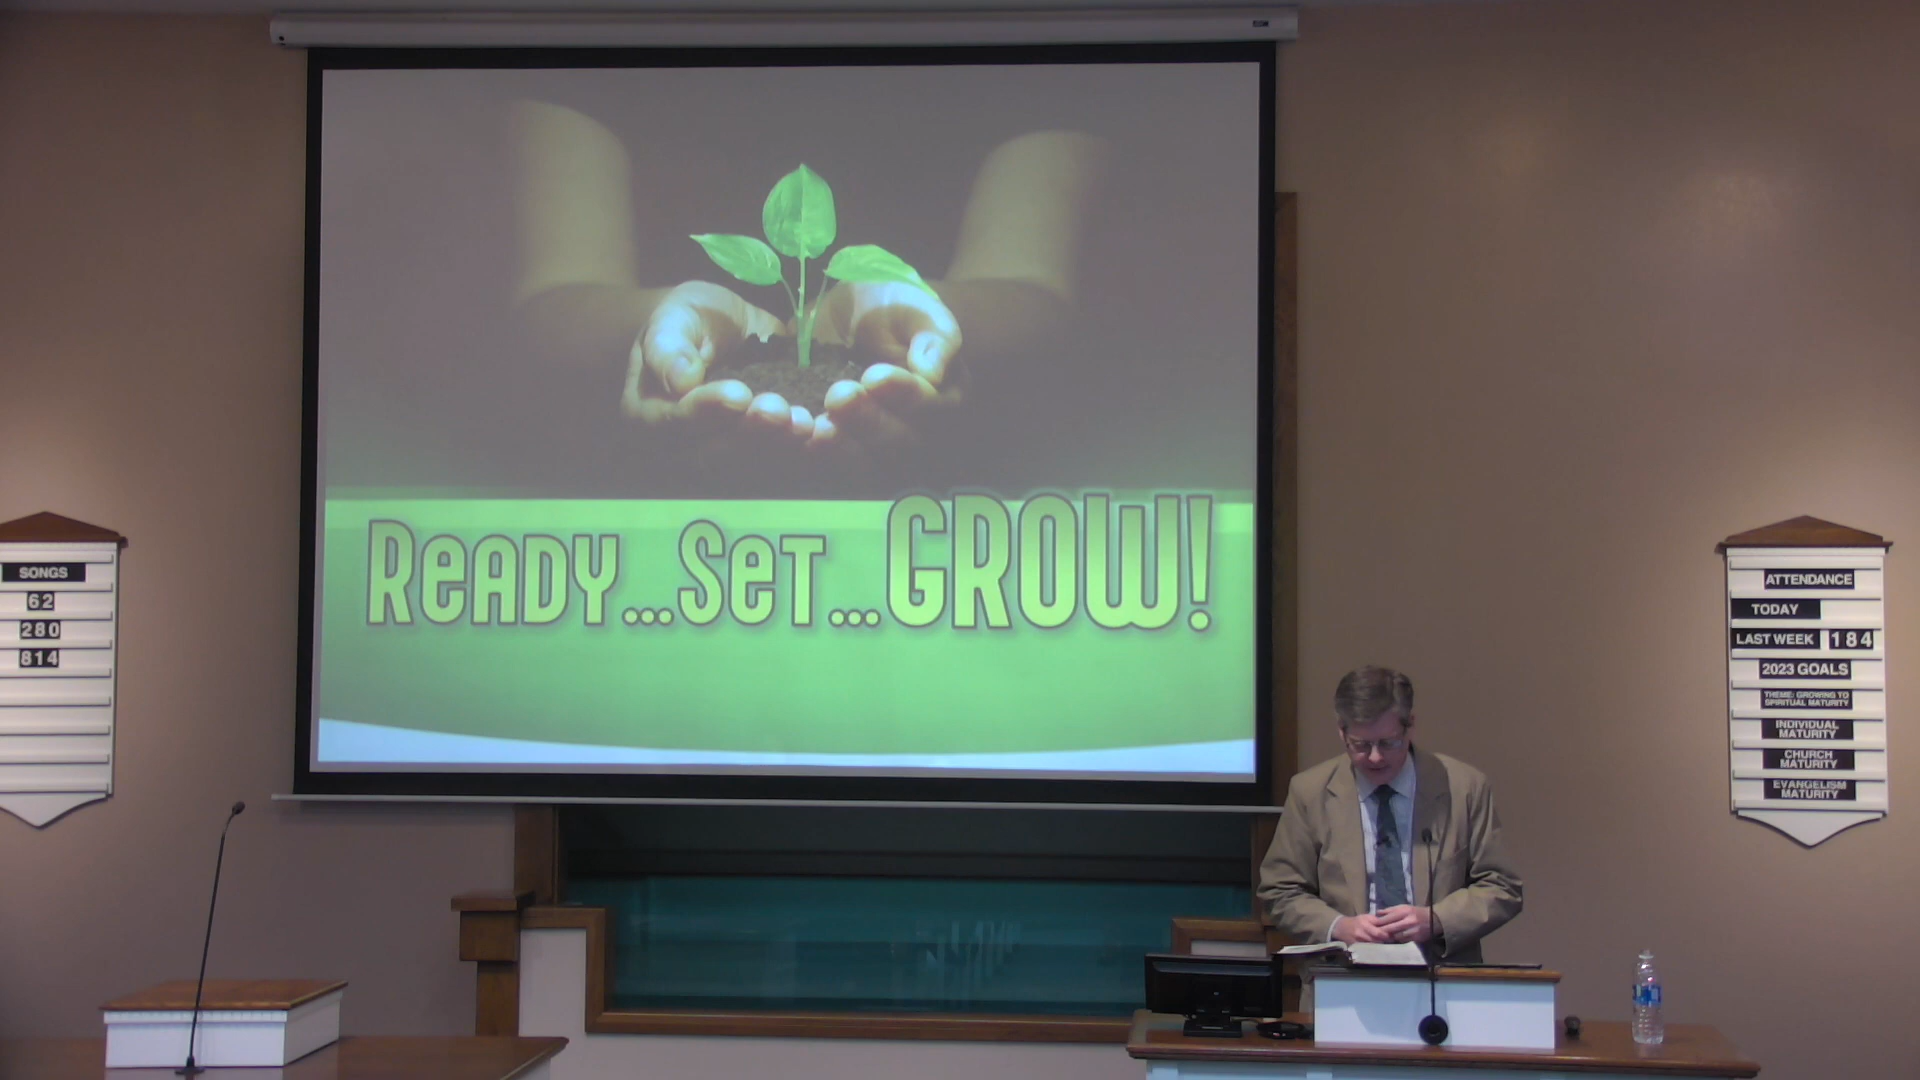 Ready...Set...GROW!
SONGS
62
280
814
ATTENDANCE
TODAY
LAST WEEK 184
2023 GOALS
THEME: GROWING TO
SPIRITUAL MATURITY
INDIVIDUAL
MATURITY
CHURCH
MATURITY
EVANGELISM
MATURITY